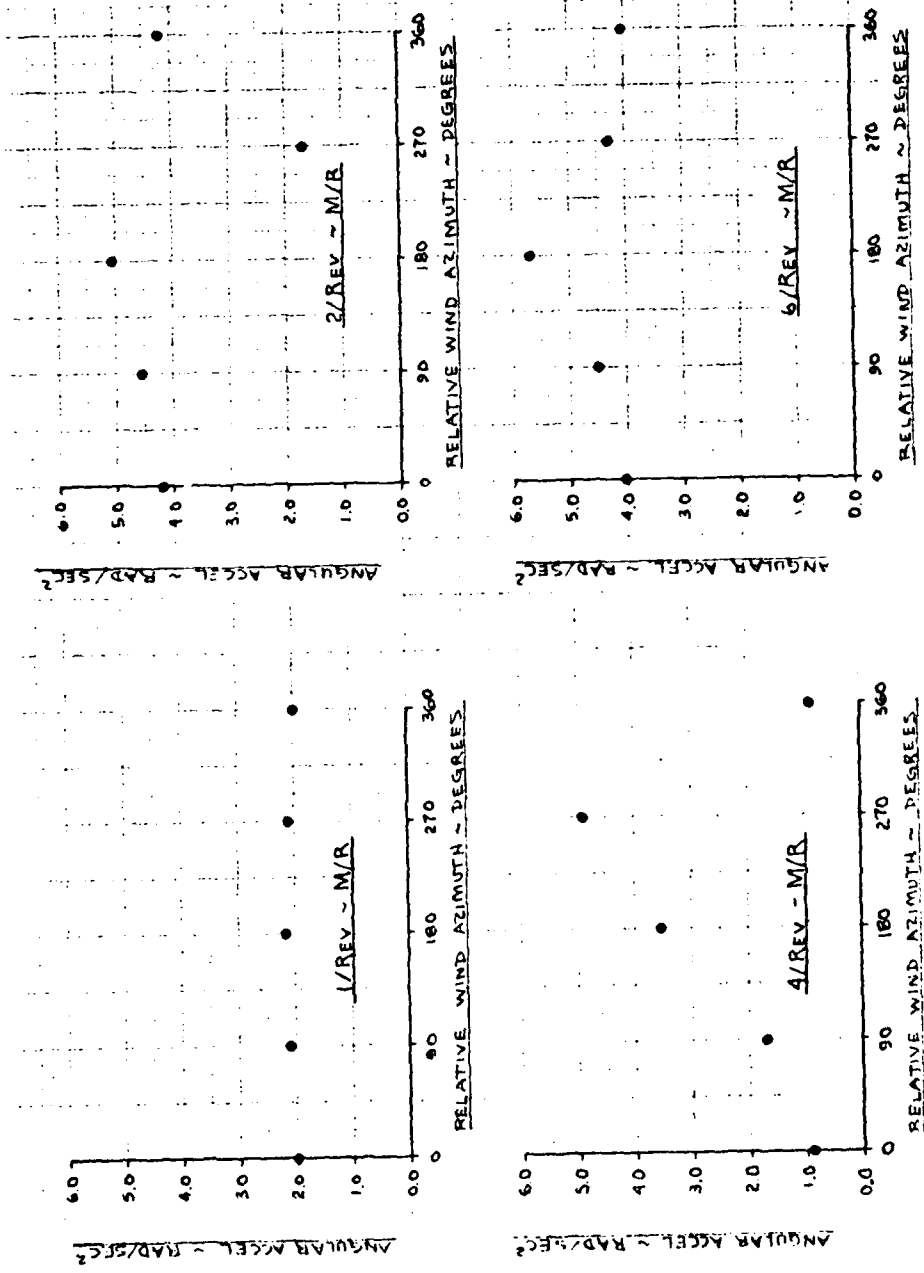 ANGULAR ACCEL ~ RAD/SEC²
6.0
5.0
4.0
3.0
2.0
1.0
0.0
1/REV ~ M/R
0 90 180 270 360
RELATIVE WIND AZIMUTH ~ DEGREES
ANGULAR ACCEL ~ RAD/SEC²
6.0
5.0
4.0
3.0
2.0
1.0
0.0
2/REV ~ M/R
0 90 180 270 360
RELATIVE WIND AZIMUTH ~ DEGREES
ANGULAR ACCEL ~ RAD/SEC²
6.0
5.0
4.0
3.0
2.0
1.0
0.0
4/REV - M/R
0 90 180 270 360
RELATIVE WIND AZIMUTH ~ DEGREES
ANGULAR ACCEL ~ RAD/SEC²
6.0
5.0
4.0
3.0
2.0
1.0
0.0
6/REV ~ M/R
0 90 180 270 360
RELATIVE WIND AZIMUTH ~ DEGREES